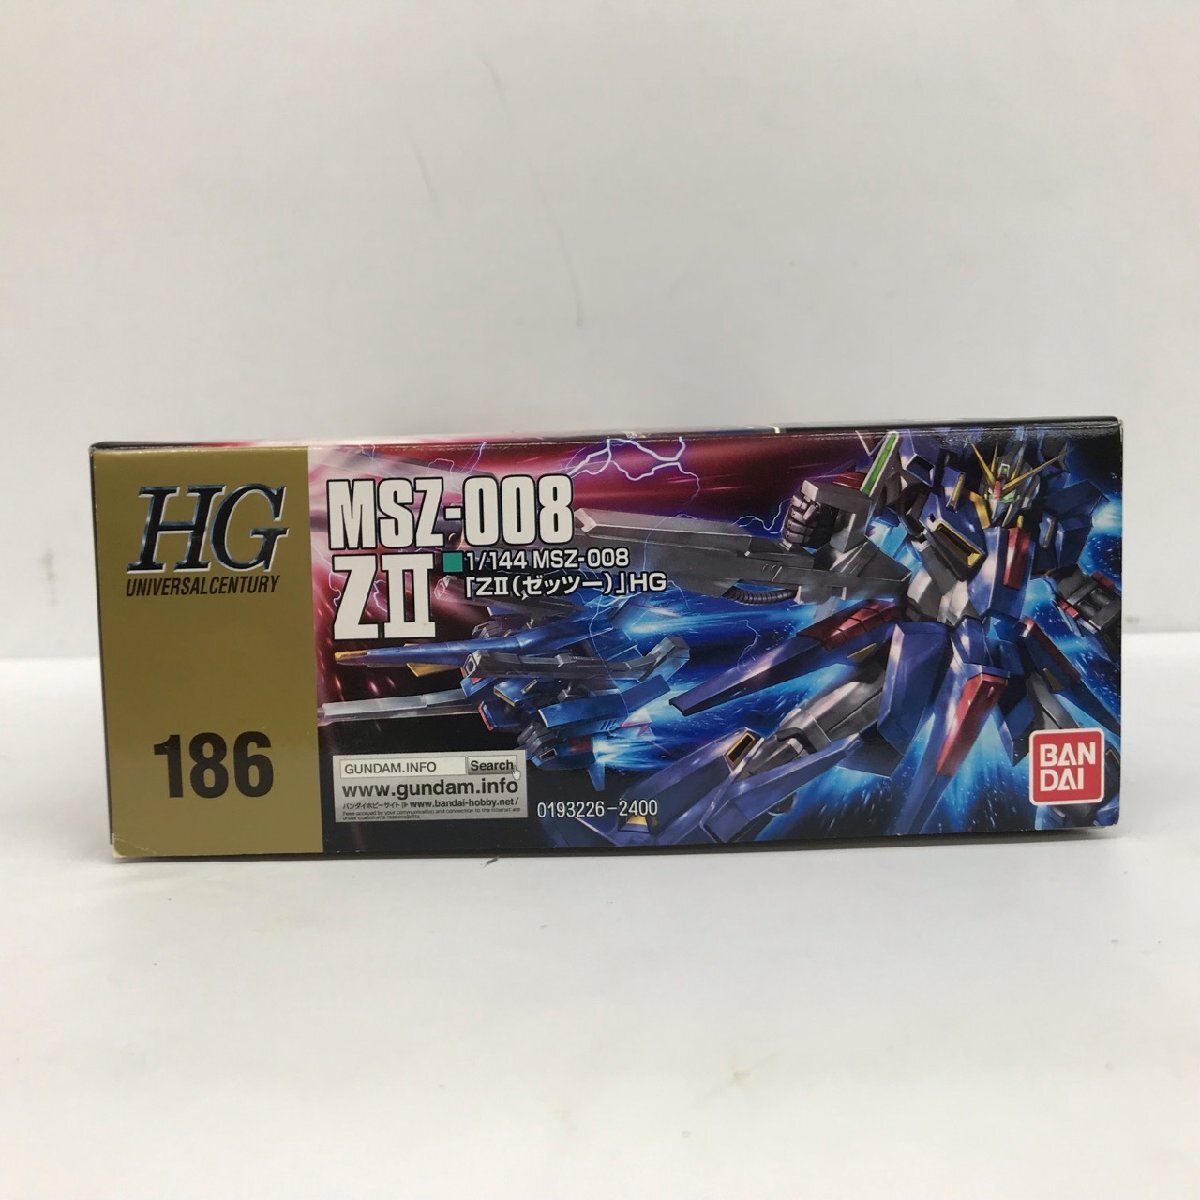 HG
UNIVERSAL CENTURY
186
MSZ-008
ZII
1/144 MSZ-008
「ZII(ゼッツー)」HG
GUNDAM.INFO Search
www.gundam.info
バンダイホビーサイト www.bandai-hobby.net/
0193226-2400
BAN
DAI